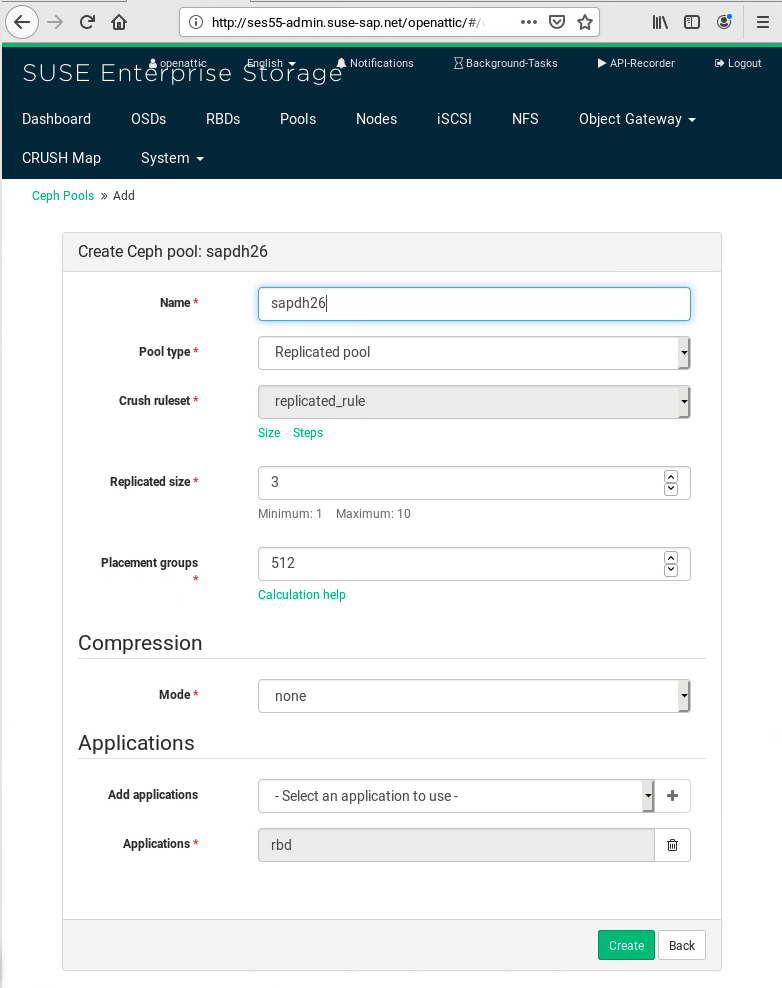 http://ses55-admin.suse-sap.net/openattic/#/
SUSE Enterprise Storage
openattic English Notifications Background-Tasks API-Recorder Logout
Dashboard OSDs RBDs Pools Nodes iSCSI NFS Object Gateway
CRUSH Map System
Ceph Pools » Add
Create Ceph pool: sapdh26
Name * sapdh26
Pool type * Replicated pool
Crush ruleset * replicated_rule
Size Steps
Replicated size * 3
Minimum: 1 Maximum: 10
Placement groups 512
*
Calculation help
Compression
Mode * none
Applications
Add applications - Select an application to use - +
Applications * rbd
Create Back